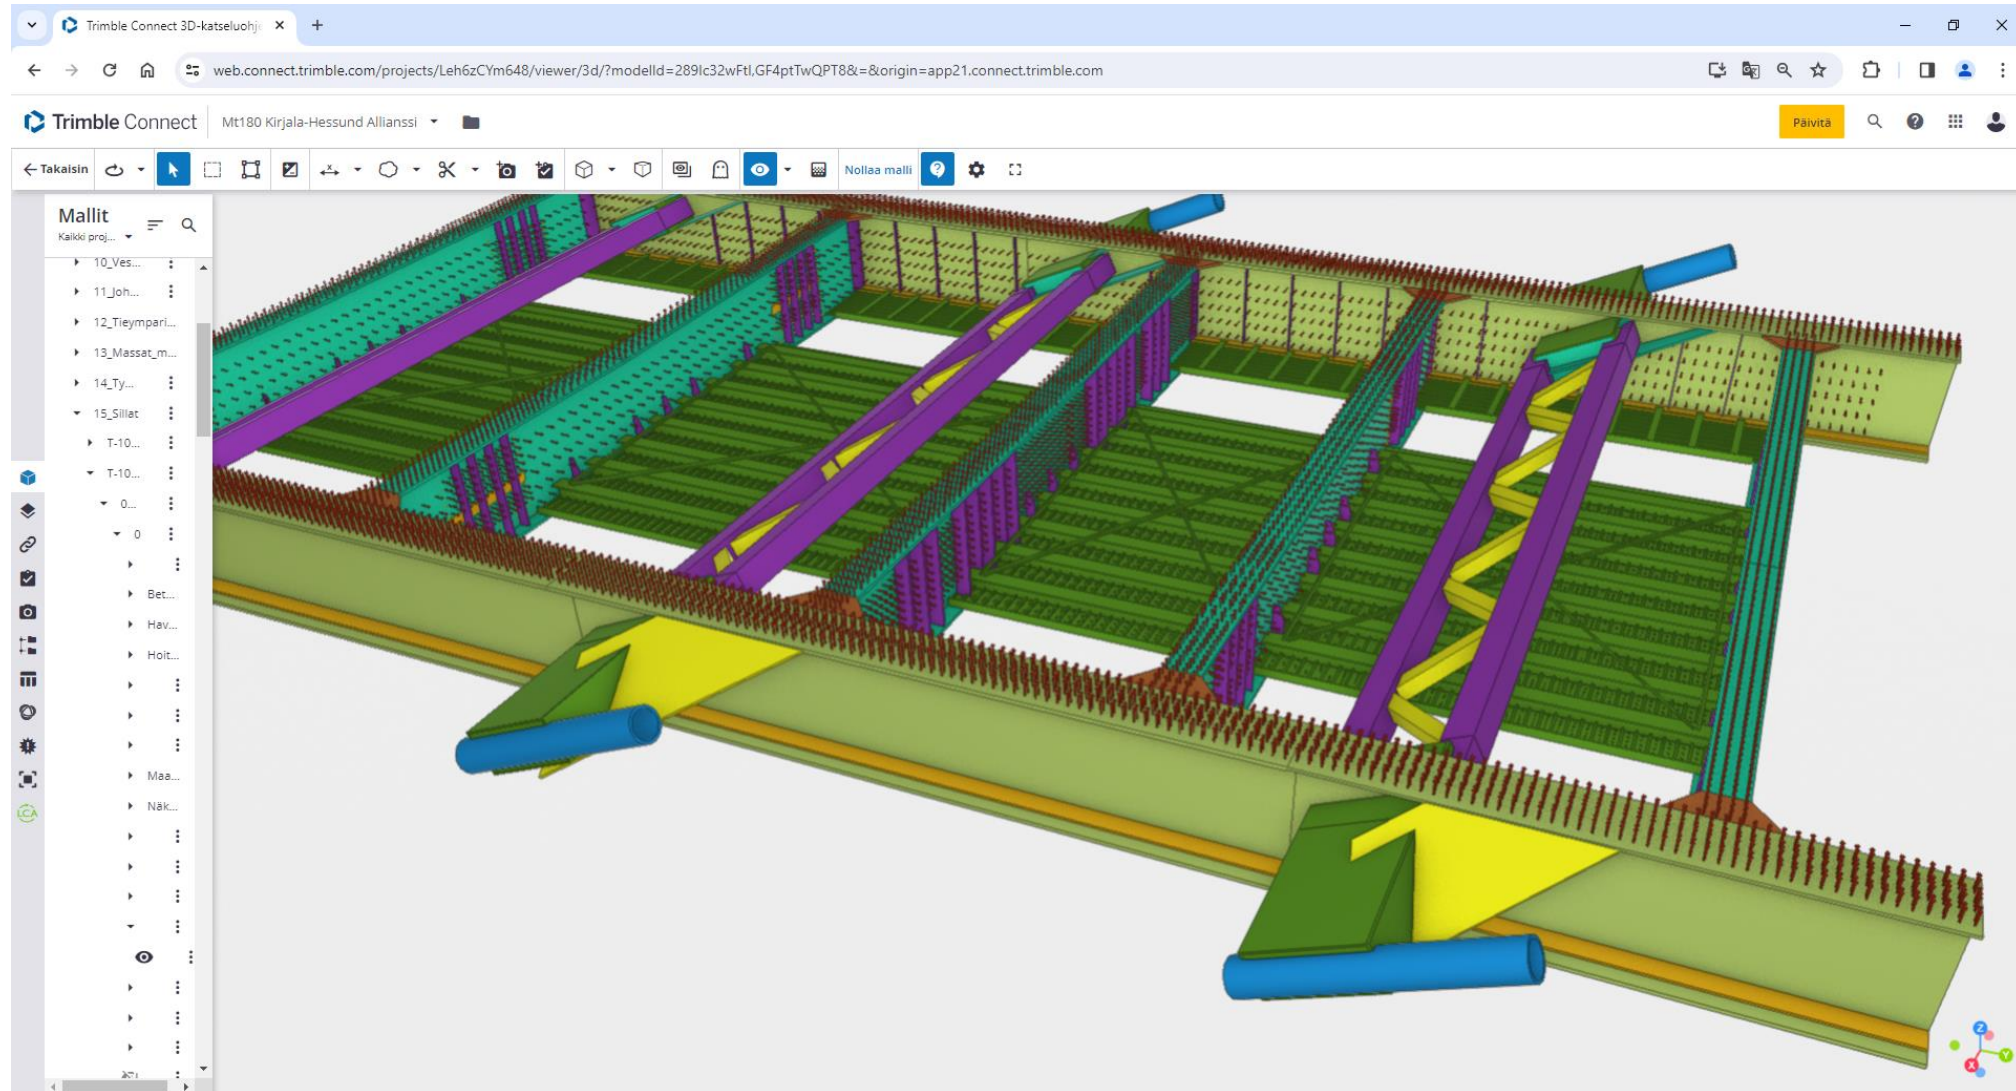 Trimble Connect 3D-katseluohje
web.connect.trimble.com/projects/Leh6zCYm648/viewer/3d/?modelId=289lc32wFtI,GF4ptTwQPT8&=&origin=app21.connect.trimble.com
Trimble Connect
Mt180 Kirjala-Hessund Allianssi
Päivitä
Takaisin
Nollaa malli
Mallit
Kaikki proj...
10_Ves...
11_Joh...
12_Tieympari...
13_Massat_m...
14_Ty...
15_Sillat
T-10...
T-10...
0...
0
Bet...
Hav...
Hoit...
Maa...
Näk...
LCA
Z
Y
X